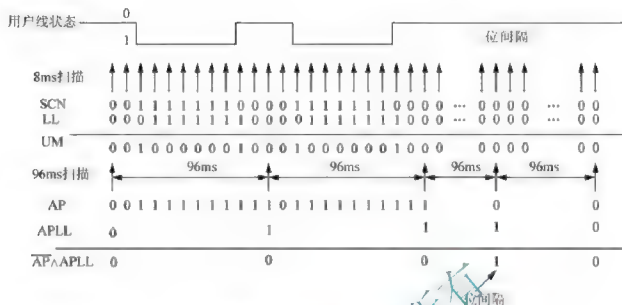 0
用户线状态
1
位间隔
8ms扫描
SCN 0 0 1 1 1 1 1 1 1 0 0 0 0 1 1 1 1 1 1 1 0 0 0 0 0 ··· 0 0 0 0 ··· 0 0
LL 0 0 0 1 1 1 1 1 1 1 0 0 0 0 1 1 1 1 1 1 1 0 0 0 0 ··· 0 0 0 0 ··· 0 0
UM 0 0 1 0 0 0 0 0 0 1 0 0 0 1 0 0 0 0 0 0 1 0 0 0 0 0 0 0 0 0 0
96ms扫描 96ms 96ms 96ms 96ms
AP 0 0 1 1 1 1 1 1 1 1 1 1 1 0 1 1 1 1 1 1 1 1 1 1 1 0 0
APLL 0 1 1 1 0
AP∧APLL 0 0 0 1 0
位间隔